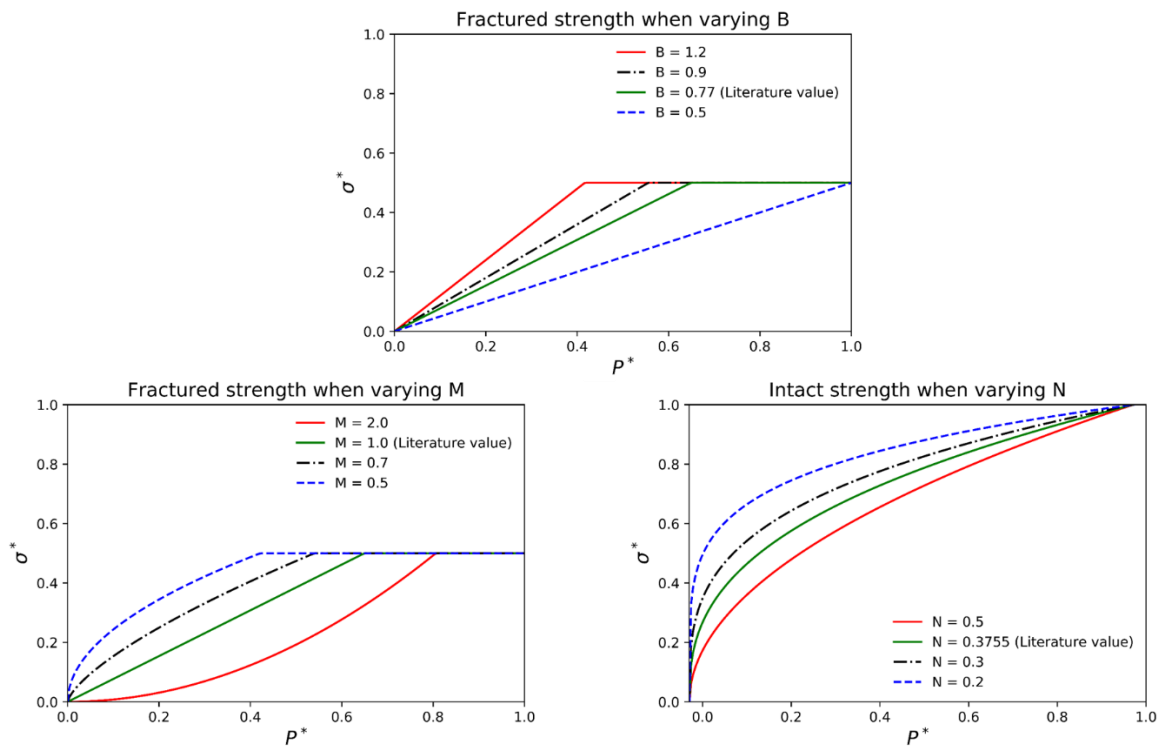 Fractured strength when varying B
1.0
0.8
0.6
0.4
0.2
0.0
σ*
B = 1.2
B = 0.9
B = 0.77 (Literature value)
B = 0.5
0.0 0.2 0.4 0.6 0.8 1.0
P*
Fractured strength when varying M
1.0
0.8
0.6
0.4
0.2
0.0
σ*
M = 2.0
M = 1.0 (Literature value)
M = 0.7
M = 0.5
0.0 0.2 0.4 0.6 0.8 1.0
P*
Intact strength when varying N
1.0
0.8
0.6
0.4
0.2
0.0
σ*
N = 0.5
N = 0.3755 (Literature value)
N = 0.3
N = 0.2
0.0 0.2 0.4 0.6 0.8 1.0
P*